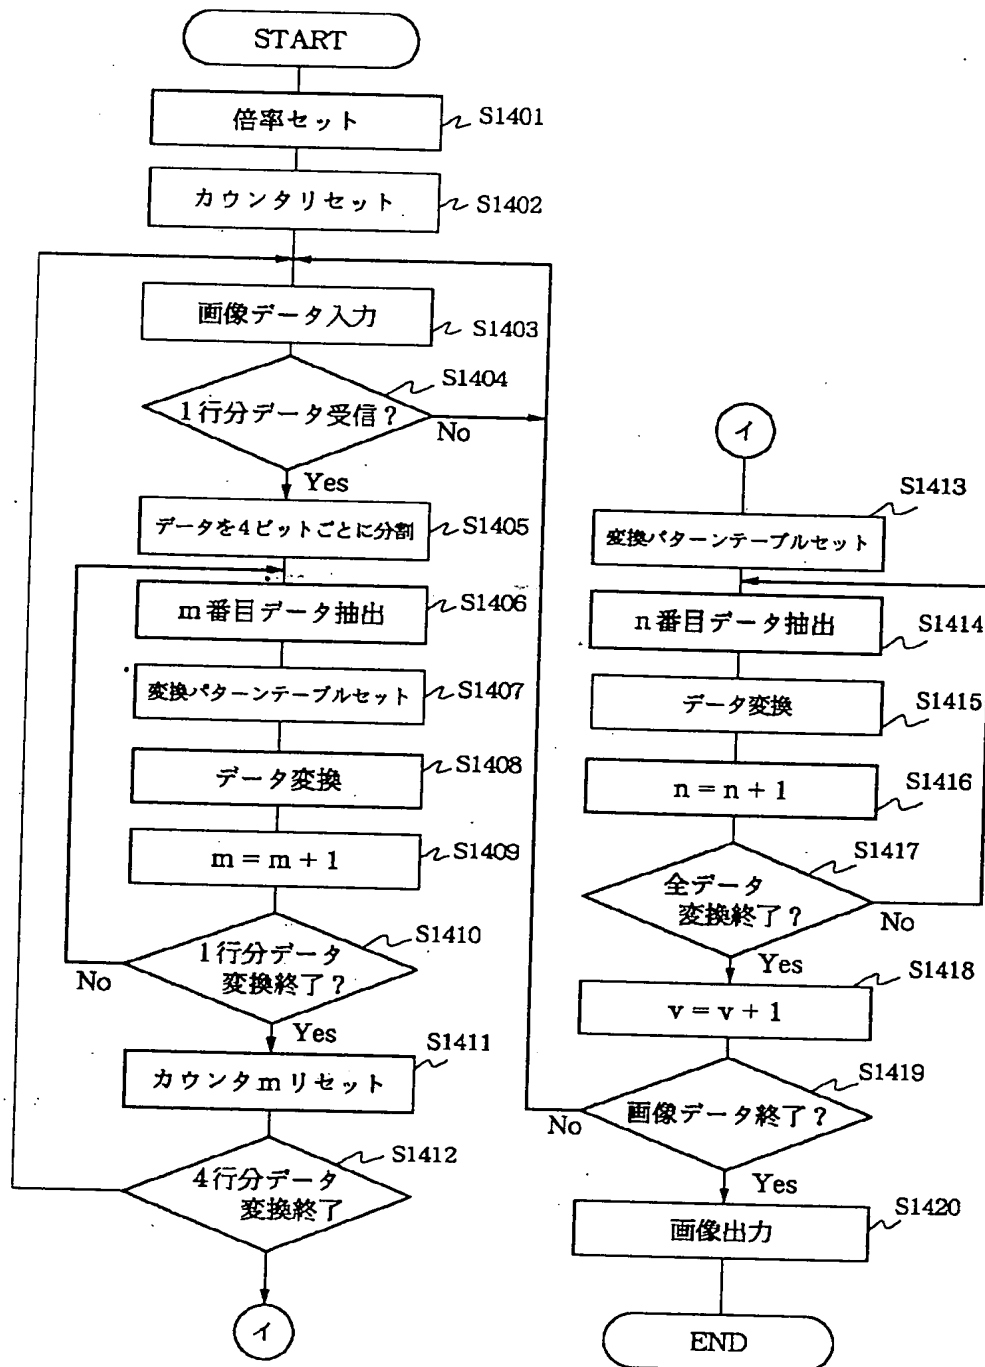 START
倍率セット
S1401
カウンタリセット
S1402
画像データ入力
S1403
S1404
1行分データ受信?
No
Yes
データを4ビットごとに分割
S1405
m番目データ抽出
S1406
変換パターンテーブルセット
S1407
データ変換
S1408
m = m + 1
S1409
S1410
1行分データ
変換終了?
No
Yes
S1411
カウンタmリセット
S1412
4行分データ
変換終了
イ
イ
S1413
変換パターンテーブルセット
n番目データ抽出
S1414
データ変換
S1415
n = n + 1
S1416
S1417
全データ
変換終了?
No
Yes
S1418
v = v + 1
S1419
画像データ終了?
No
Yes
S1420
画像出力
END